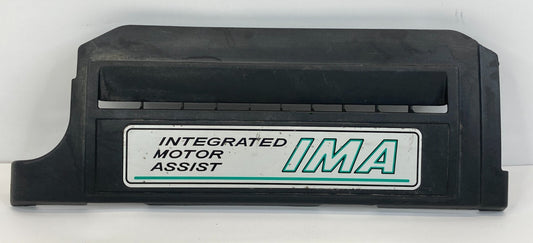 INTEGRATED
MOTOR
ASSIST
IMA